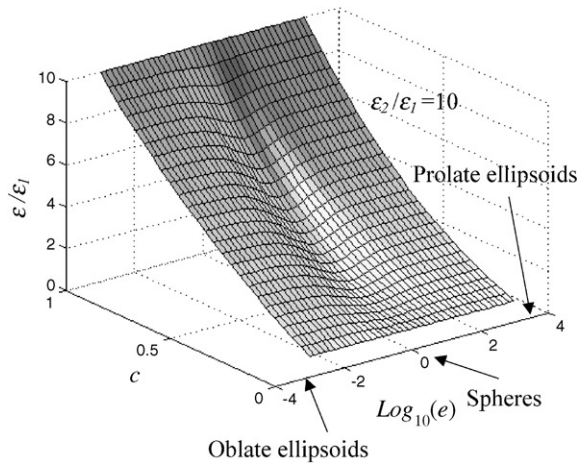 10
8
6
4
2
0
ε/ε₁
ε₂/ε₁=10
Prolate ellipsoids
1
0.5
0
c
-4
-2
0
2
4
Log₁₀(e)
Spheres
Oblate ellipsoids